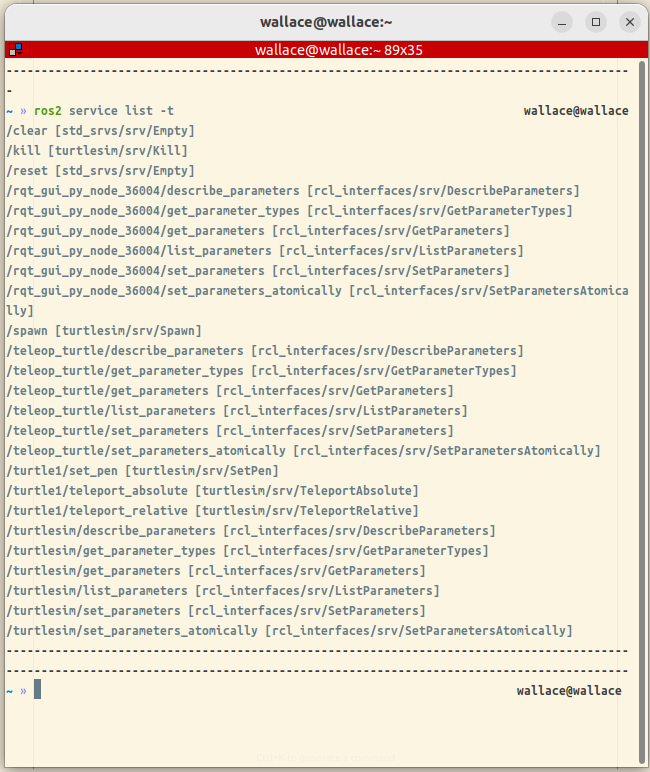 wallace@wallace:~
wallace@wallace:~ 89x35
-----------------------------------------------------------------------------------------
-
~ » ros2 service list -t wallace@wallace
/clear [std_srvs/srv/Empty]
/kill [turtlesim/srv/Kill]
/reset [std_srvs/srv/Empty]
/rqt_gui_py_node_36004/describe_parameters [rcl_interfaces/srv/DescribeParameters]
/rqt_gui_py_node_36004/get_parameter_types [rcl_interfaces/srv/GetParameterTypes]
/rqt_gui_py_node_36004/get_parameters [rcl_interfaces/srv/GetParameters]
/rqt_gui_py_node_36004/list_parameters [rcl_interfaces/srv/ListParameters]
/rqt_gui_py_node_36004/set_parameters [rcl_interfaces/srv/SetParameters]
/rqt_gui_py_node_36004/set_parameters_atomically [rcl_interfaces/srv/SetParametersAtomica
lly]
/spawn [turtlesim/srv/Spawn]
/teleop_turtle/describe_parameters [rcl_interfaces/srv/DescribeParameters]
/teleop_turtle/get_parameter_types [rcl_interfaces/srv/GetParameterTypes]
/teleop_turtle/get_parameters [rcl_interfaces/srv/GetParameters]
/teleop_turtle/list_parameters [rcl_interfaces/srv/ListParameters]
/teleop_turtle/set_parameters [rcl_interfaces/srv/SetParameters]
/teleop_turtle/set_parameters_atomically [rcl_interfaces/srv/SetParametersAtomically]
/turtle1/set_pen [turtlesim/srv/SetPen]
/turtle1/teleport_absolute [turtlesim/srv/TeleportAbsolute]
/turtle1/teleport_relative [turtlesim/srv/TeleportRelative]
/turtlesim/describe_parameters [rcl_interfaces/srv/DescribeParameters]
/turtlesim/get_parameter_types [rcl_interfaces/srv/GetParameterTypes]
/turtlesim/get_parameters [rcl_interfaces/srv/GetParameters]
/turtlesim/list_parameters [rcl_interfaces/srv/ListParameters]
/turtlesim/set_parameters [rcl_interfaces/srv/SetParameters]
/turtlesim/set_parameters_atomically [rcl_interfaces/srv/SetParametersAtomically]
-----------------------------------------------------------------------------------------
-----------------------------------------------------------------------------------------
~ » wallace@wallace